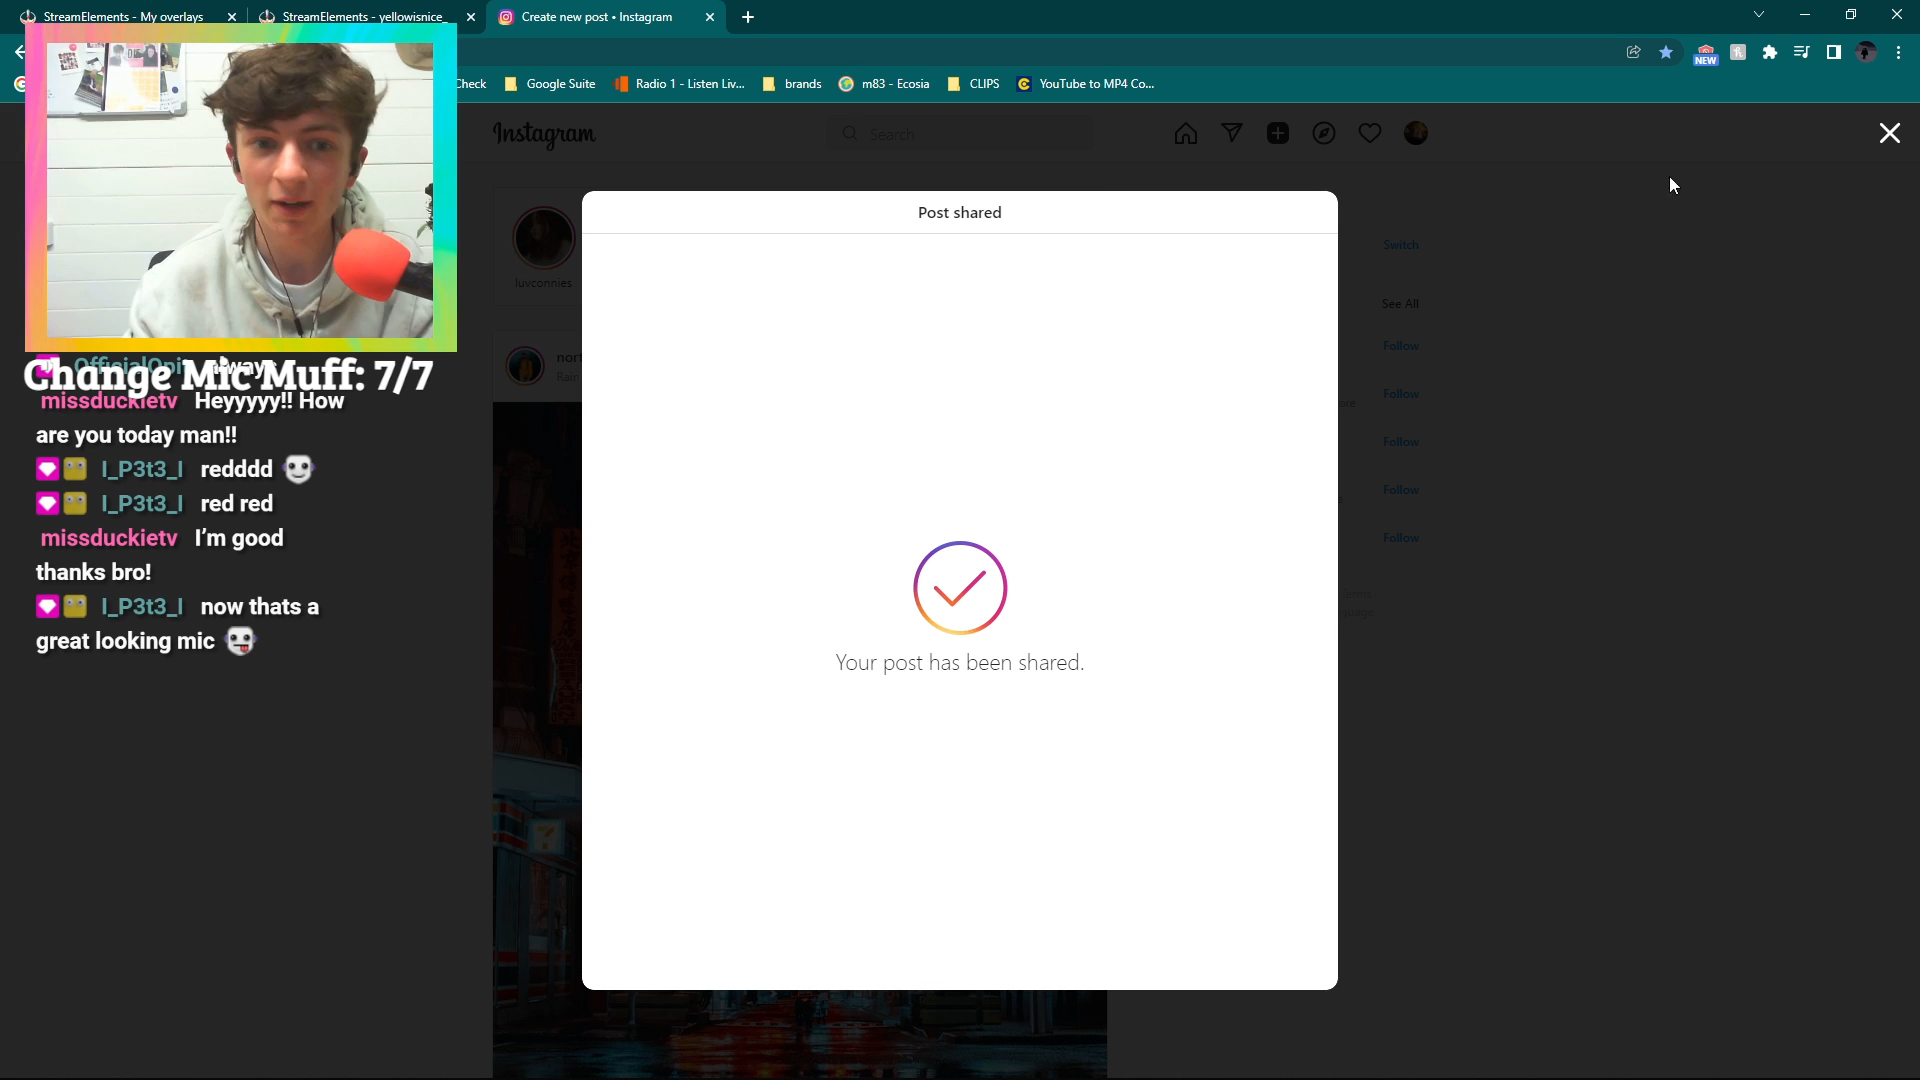 StreamElements - My overlays
StreamElements - yellowisnice_
Create new post • Instagram
NEW
Check
Google Suite
Radio 1 - Listen Liv...
brands
m83 - Ecosia
CLIPS
YouTube to MP4 Co...
Instagram
Search
Post shared
Switch
luvconnies
See All
Follow
Follow
Follow
Follow
Follow
Your post has been shared.
Change Mic Muff: 7/7
missduckietv Heyyyyy!! How
are you today man!!
I_P3t3_I redddd
I_P3t3_I red red
missduckietv I'm good
thanks bro!
I_P3t3_I now thats a
great looking mic